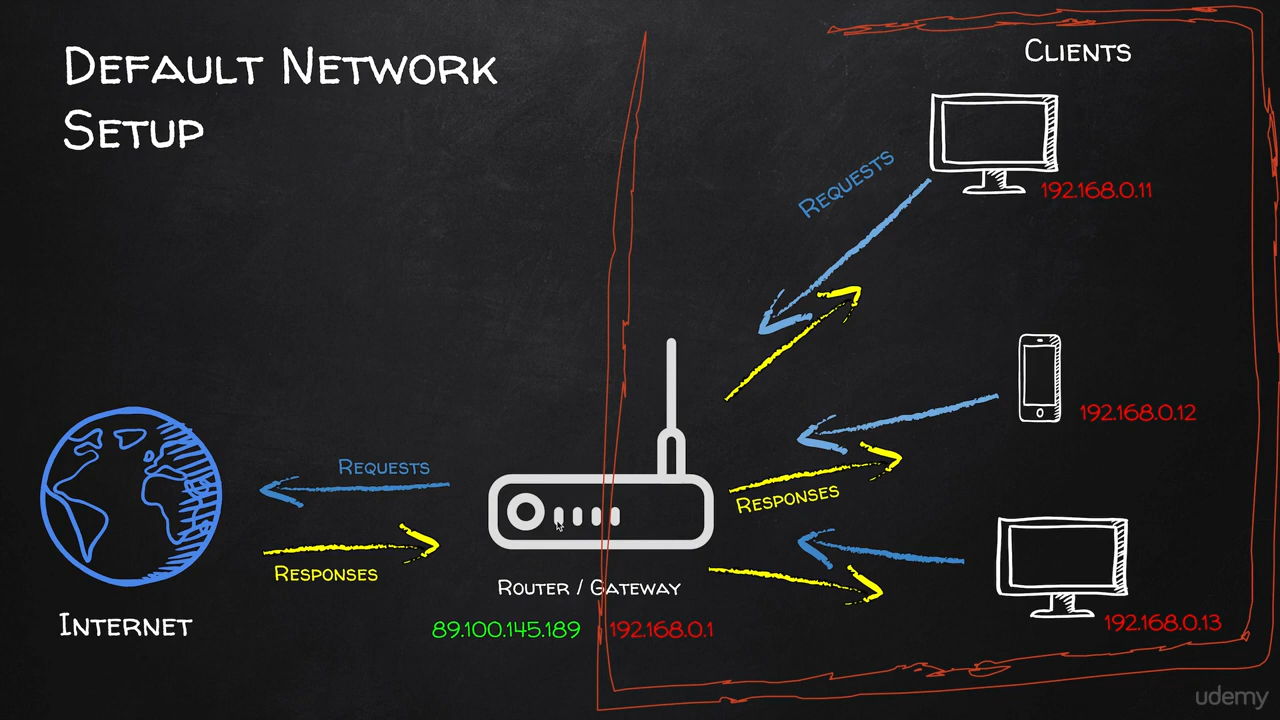 DEFAULT NETWORK
SETUP
CLIENTS
REQUESTS
192.168.0.11
192.168.0.12
REQUESTS
RESPONSES
RESPONSES
ROUTER / GATEWAY
INTERNET
89.100.145.189
192.168.0.1
192.168.0.13
udemy